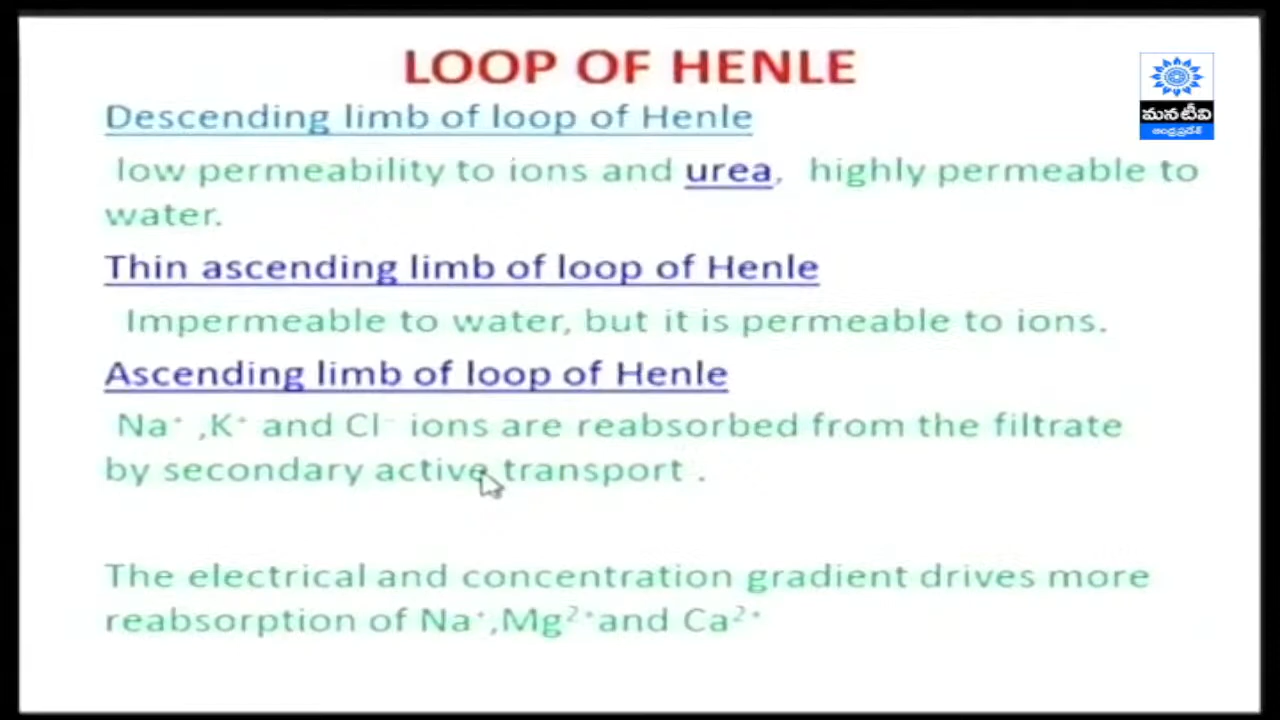 LOOP OF HENLE
Descending limb of loop of Henle
low permeability to ions and urea, highly permeable to
water.
Thin ascending limb of loop of Henle
Impermeable to water, but it is permeable to ions.
Ascending limb of loop of Henle
Na⁺ ,K⁺ and Cl⁻ ions are reabsorbed from the filtrate
by secondary active transport .
The electrical and concentration gradient drives more
reabsorption of Na⁺,Mg²⁺and Ca²⁺
మనటీవి
ఆంధ్రప్రదేశ్